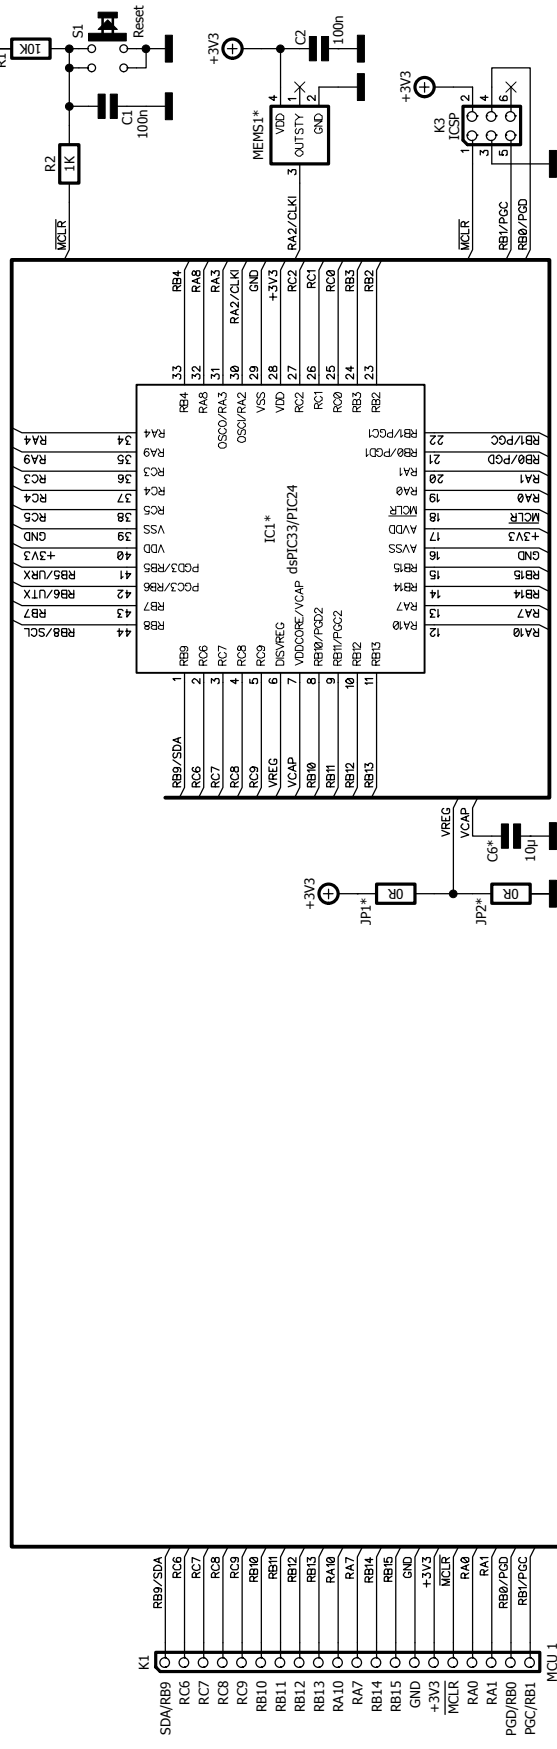 R1
10K
S1
Reset
C1
100n
R2
1K
MCLR
+3V3
C2
100n
MEMS1*
4
1
2
VDD
OUTSTY
GND
3
RA2/CLKI
+3V3
K3
ICSP
2
4
6
1
3
5
MCLR
RB1/PGC
RB0/PGD
RB4
RA8
RA3
RA2/CLKI
GND
+3V3
RC2
RC1
RC0
RB3
RB2
33
32
31
30
29
28
27
26
25
24
23
RB4
RA8
OSCO/RA3
OSCI/RA2
VSS
VDD
RC2
RC1
RC0
RB3
RB2
RA4 34 RA4
RA9 35 RA9
RC3 36 RC3
RC4 37 RC4
RC5 38 RC5
GND 39 VSS
+3V3 40 VDD
RB5/URX 41 PGD3/RB5
RB6/UTX 42 PGC3/RB6
RB7 43 RB7
RB8/SCL 44 RB8
IC1*
dsPIC33/PIC24
RB1/PGC1 22 RB1/PGC
RB0/PGD1 21 RB0/PGD
RA1 20 RA1
RA0 19 RA0
MCLR 18 MCLR
AVDD 17 +3V3
AVSS 16 GND
RB15 15 RB15
RB14 14 RB14
RA7 13 RA7
RA10 12 RA10
RB9
RC6
RC7
RC8
RC9
DISVREG
VDDCORE/VCAP
RB10/PGD2
RB11/PGC2
RB12
RB13
1
2
3
4
5
6
7
8
9
10
11
RB9/SDA
RC6
RC7
RC8
RC9
VREG
VCAP
RB10
RB11
RB12
RB13
VREG
VCAP
C6*
10µ
+3V3
JP1*
0R
JP2*
0R
RB9/SDA
RC6
RC7
RC8
RC9
RB10
RB11
RB12
RB13
RA10
RA7
RB14
RB15
GND
+3V3
MCLR
RA0
RA1
RB0/PGD
RB1/PGC
K1
SDA/RB9
RC6
RC7
RC8
RC9
RB10
RB11
RB12
RB13
RA10
RA7
RB14
RB15
GND
+3V3
MCLR
RA0
RA1
PGD/RB0
PGC/RB1
MCU 1